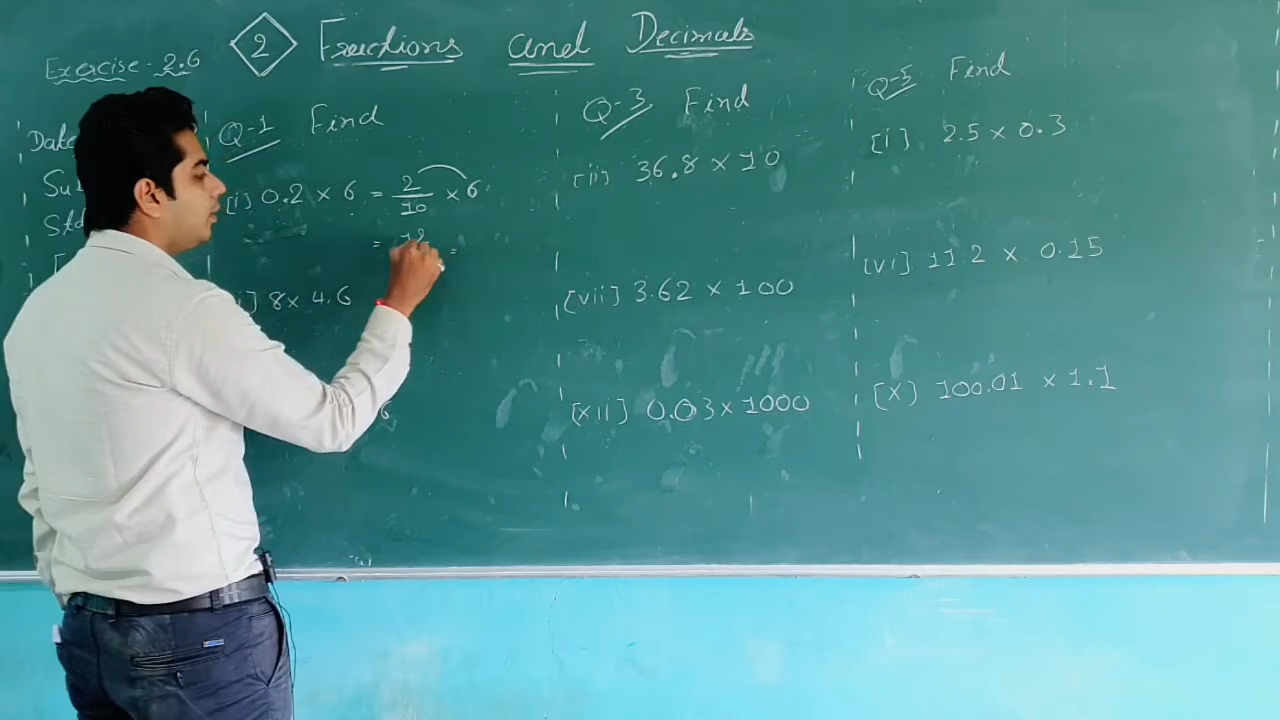 2 Fractions and Decimals
Exercise-2.6
Date
Q-1 Find
[i] 0.2 × 6 = 2/10 × 6
= 12 =
8 × 4.6
Q-3 Find
[ii] 36.8 × 10
[vii] 3.62 × 100
[xii] 0.03 × 1000
Q-5 Find
[i] 2.5 × 0.3
[vi] 11.2 × 0.15
[x] 100.01 × 1.1